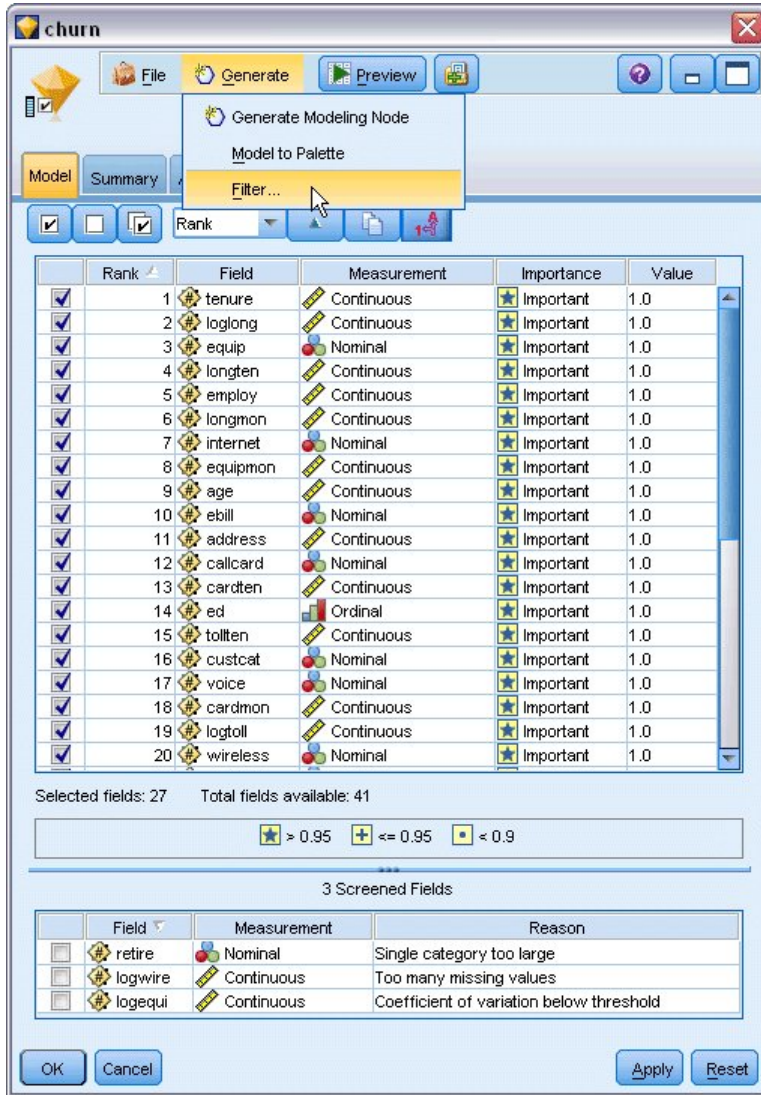 churn
File Generate Preview
Generate Modeling Node
Model to Palette
Filter...
Model Summary
Rank
Rank Field Measurement Importance Value
1 tenure Continuous Important 1.0
2 loglong Continuous Important 1.0
3 equip Nominal Important 1.0
4 longten Continuous Important 1.0
5 employ Continuous Important 1.0
6 longmon Continuous Important 1.0
7 internet Nominal Important 1.0
8 equipmon Continuous Important 1.0
9 age Continuous Important 1.0
10 ebill Nominal Important 1.0
11 address Continuous Important 1.0
12 callcard Nominal Important 1.0
13 cardten Continuous Important 1.0
14 ed Ordinal Important 1.0
15 tollten Continuous Important 1.0
16 custcat Nominal Important 1.0
17 voice Nominal Important 1.0
18 cardmon Continuous Important 1.0
19 logtoll Continuous Important 1.0
20 wireless Nominal Important 1.0
Selected fields: 27 Total fields available: 41
> 0.95 <= 0.95 < 0.9
3 Screened Fields
Field Measurement Reason
retire Nominal Single category too large
logwire Continuous Too many missing values
logequi Continuous Coefficient of variation below threshold
OK Cancel Apply Reset